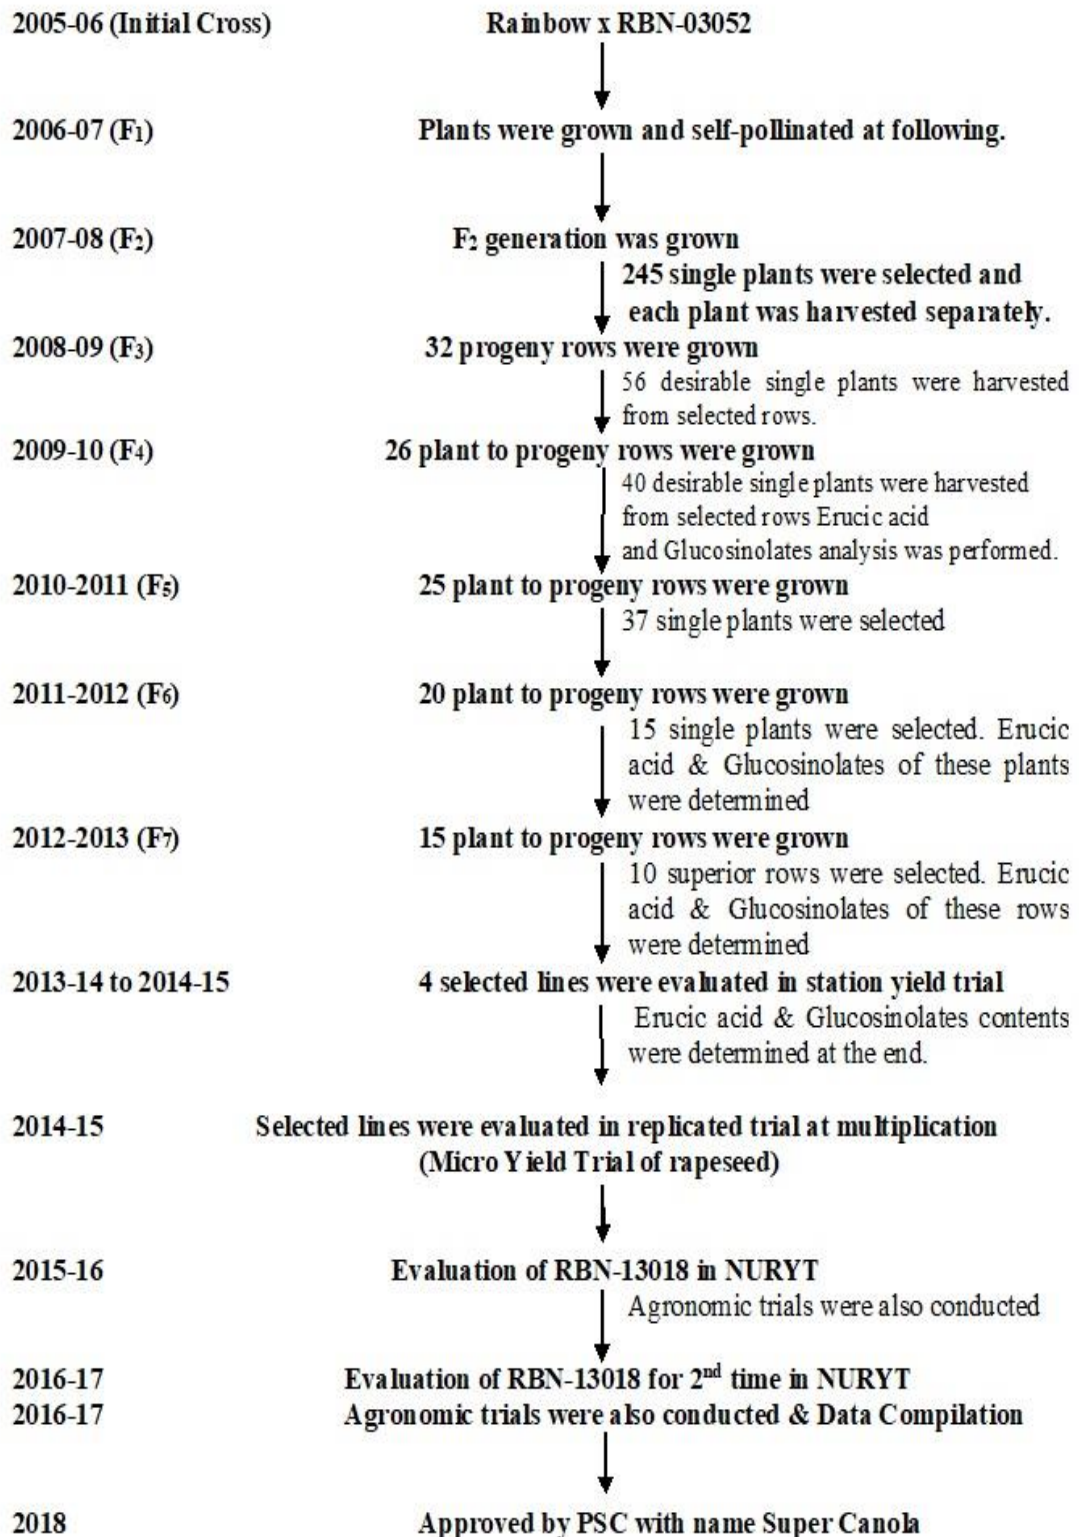 2005-06 (Initial Cross) Rainbow x RBN-03052
2006-07 (F1) Plants were grown and self-pollinated at following.
2007-08 (F2) F2 generation was grown
245 single plants were selected and
each plant was harvested separately.
2008-09 (F3) 32 progeny rows were grown
56 desirable single plants were harvested
from selected rows.
2009-10 (F4) 26 plant to progeny rows were grown
40 desirable single plants were harvested
from selected rows Erucic acid
and Glucosinolates analysis was performed.
2010-2011 (F5) 25 plant to progeny rows were grown
37 single plants were selected
2011-2012 (F6) 20 plant to progeny rows were grown
15 single plants were selected. Erucic
acid & Glucosinolates of these plants
were determined
2012-2013 (F7) 15 plant to progeny rows were grown
10 superior rows were selected. Erucic
acid & Glucosinolates of these rows
were determined
2013-14 to 2014-15 4 selected lines were evaluated in station yield trial
Erucic acid & Glucosinolates contents
were determined at the end.
2014-15 Selected lines were evaluated in replicated trial at multiplication
(Micro Yield Trial of rapeseed)
2015-16 Evaluation of RBN-13018 in NURYT
Agronomic trials were also conducted
2016-17 Evaluation of RBN-13018 for 2nd time in NURYT
2016-17 Agronomic trials were also conducted & Data Compilation
2018 Approved by PSC with name Super Canola